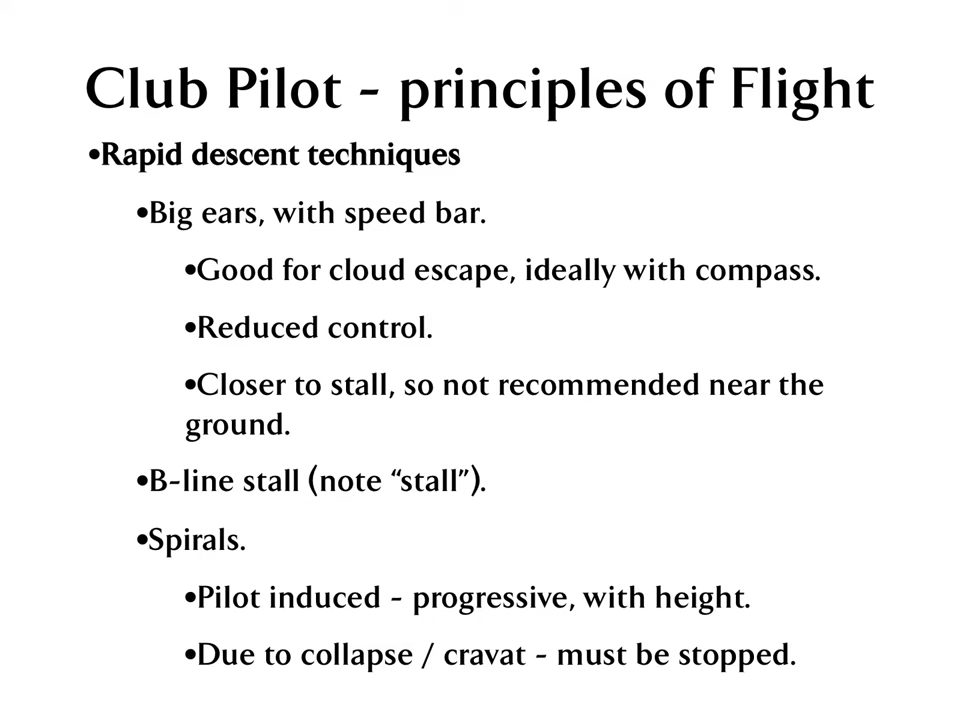 Club Pilot - principles of Flight
•Rapid descent techniques
•Big ears, with speed bar.
•Good for cloud escape, ideally with compass.
•Reduced control.
•Closer to stall, so not recommended near the
ground.
•B-line stall (note “stall”).
•Spirals.
•Pilot induced - progressive, with height.
•Due to collapse / cravat - must be stopped.